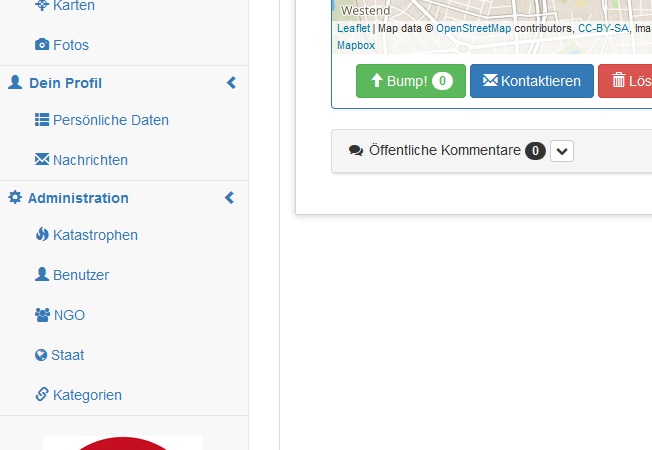 Karten
Fotos
Dein Profil
Persönliche Daten
Nachrichten
Administration
Katastrophen
Benutzer
NGO
Staat
Kategorien
Westend
Leaflet | Map data © OpenStreetMap contributors, CC-BY-SA, Ima
Mapbox
Bump! 0
Kontaktieren
Lös
Öffentliche Kommentare 0